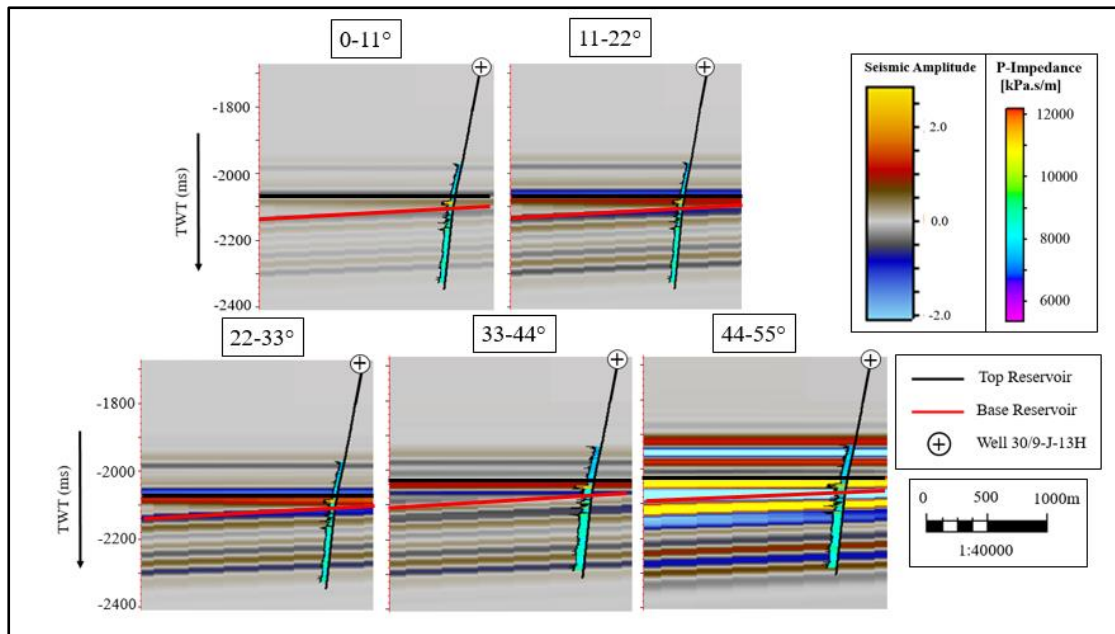 0-11°
11-22°
-1800
-2000
-2200
-2400
TWT (ms)
Seismic Amplitude
2.0
0.0
-2.0
P-Impedance
[kPa.s/m]
12000
10000
8000
6000
22-33°
33-44°
44-55°
-1800
-2000
-2200
-2400
TWT (ms)
Top Reservoir
Base Reservoir
Well 30/9-J-13H
0 500 1000m
1:40000